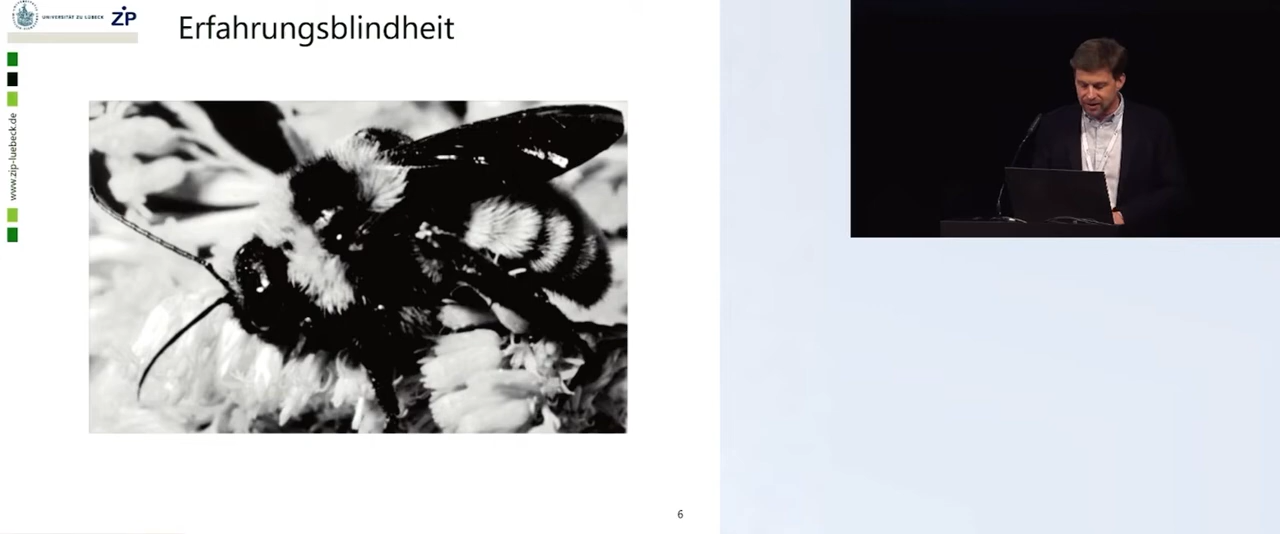 UNIVERSITÄT ZU LÜBECK
ZIP
Erfahrungsblindheit
www.zip-luebeck.de
6